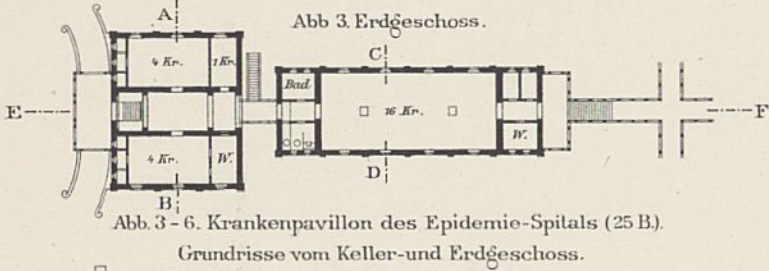 Abb 3. Erdgeschoss.
A
4 Kr.
1 Kr.
C
Bad
E
16 Kr.
F
4 Kr.
W.
W.
B
D
Abb. 3-6. Krankenpavillon des Epidemie-Spitals (25 B.).
Grundrisse vom Keller- und Erdgeschoss.